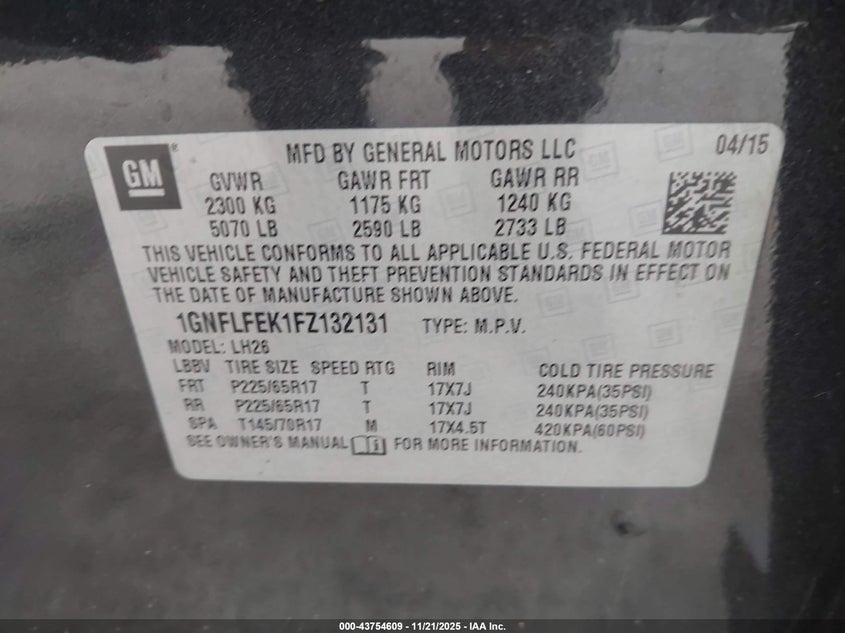 GM ®
MFD BY GENERAL MOTORS LLC 04/15
GVWR GAWR FRT GAWR RR
2300 KG 1175 KG 1240 KG
5070 LB 2590 LB 2733 LB
THIS VEHICLE CONFORMS TO ALL APPLICABLE U.S. FEDERAL MOTOR
VEHICLE SAFETY AND THEFT PREVENTION STANDARDS IN EFFECT ON
THE DATE OF MANUFACTURE SHOWN ABOVE.
1GNFLFEK1FZ132131 TYPE: M.P.V.
MODEL: LH26
LBBV TIRE SIZE SPEED RTG RIM COLD TIRE PRESSURE
FRT P225/65R17 T 17X7J 240KPA(35PSI)
RR P225/65R17 T 17X7J 240KPA(35PSI)
SPA T145/70R17 M 17X4.5T 420KPA(60PSI)
SEE OWNER'S MANUAL FOR MORE INFORMATION.
000-43754609 - 11/21/2025 - IAA Inc.